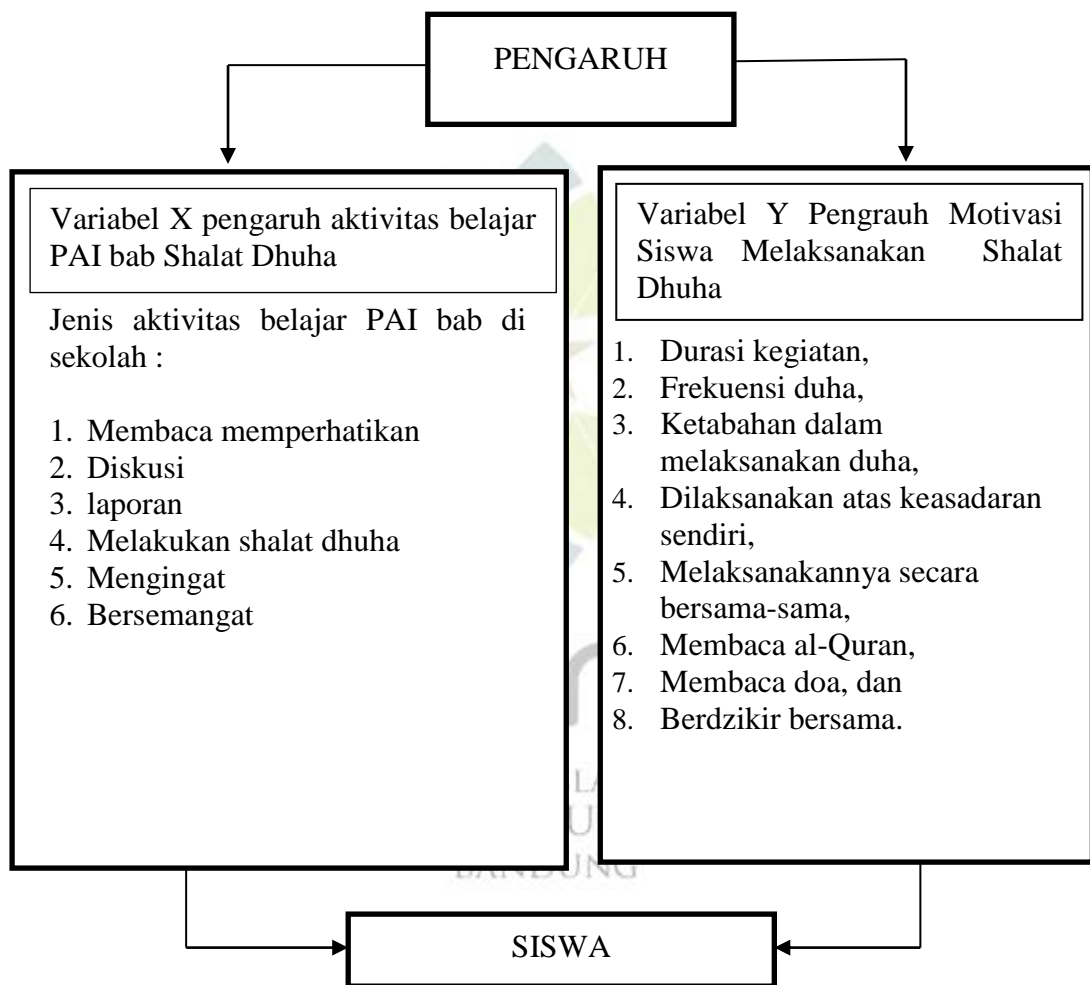 PENGARUH
Variabel X pengaruh aktivitas belajar
PAI bab Shalat Dhuha
Jenis aktivitas belajar PAI bab di
sekolah :
1. Membaca memperhatikan
2. Diskusi
3. laporan
4. Melakukan shalat dhuha
5. Mengingat
6. Bersemangat
Variabel Y Pengrauh Motivasi
Siswa Melaksanakan Shalat
Dhuha
1. Durasi kegiatan,
2. Frekuensi duha,
3. Ketabahan dalam
melaksanakan duha,
4. Dilaksanakan atas keasadaran
sendiri,
5. Melaksanakannya secara
bersama-sama,
6. Membaca al-Quran,
7. Membaca doa, dan
8. Berdzikir bersama.
BANDUNG
SISWA